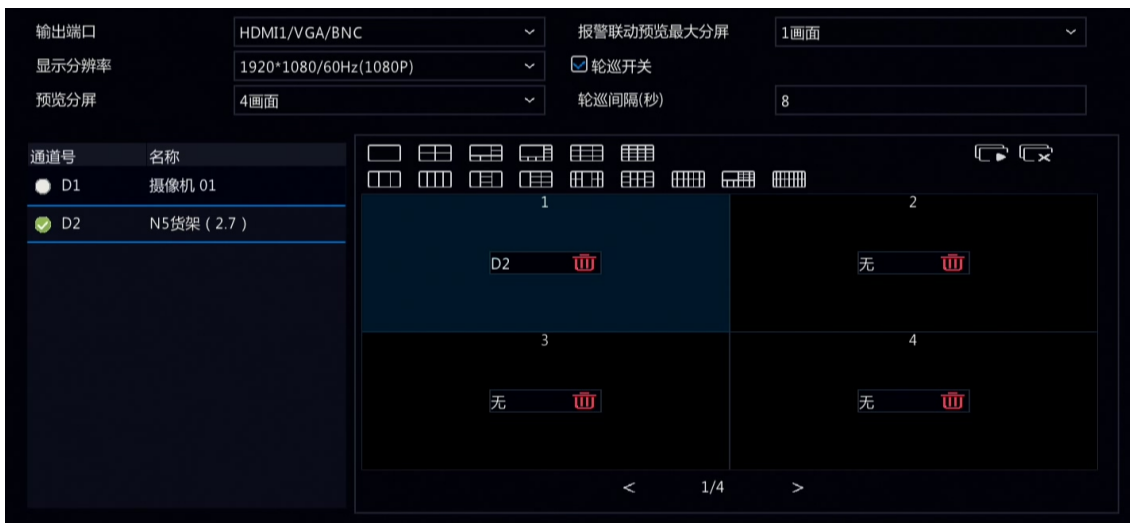 输出端口 HDMI1/VGA/BNC 报警联动预览最大分屏 1画面
显示分辨率 1920*1080/60Hz(1080P) 轮巡开关
预览分屏 4画面 轮巡间隔(秒) 8
通道号 名称
D1 摄像机 01
D2 N5货架（2.7）
1 2
D2 无
3 4
无 无
< 1/4 >